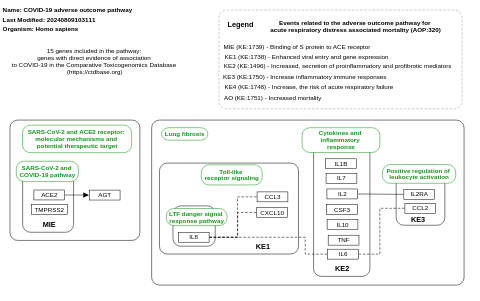 Name: COVID-19 adverse outcome pathway
Last Modified: 20240809103111
Organism: Homo sapiens
15 genes included in the pathway:
genes with direct evidence of association
to COVID-19 in the Comparative Toxicogenomics Database
(https://ctdbase.org)
Legend
Events related to the adverse outcome pathway for
acute respiratory distress associated mortality (AOP:320)
MIE (KE:1739) - Binding of S protein to ACE receptor
KE1 (KE:1738) - Enhanced viral entry and gene expression
KE2 (KE:1496) - Increased, secretion of proinflammatory and profibrotic mediators
KE3 (KE:1750) - Increase inflammatory immune responses
KE4 (KE:1748) - Increase, the risk of acute respiratory failure
AO (KE:1751) - Increased mortality
SARS-CoV-2 and ACE2 receptor:
molecular mechanisms and
potential therapeutic target
SARS-CoV-2 and
COVID-19 pathway
ACE2
AGT
TMPRSS2
MIE
Lung fibrosis
Toll-like
receptor signaling
CCL3
CXCL10
LTF danger signal
response pathway
IL8
KE1
Cytokines and
inflammatory
response
IL1B
IL7
IL2
CSF3
IL10
TNF
IL6
KE2
Positive regulation of
leukocyte activation
IL2RA
CCL2
KE3